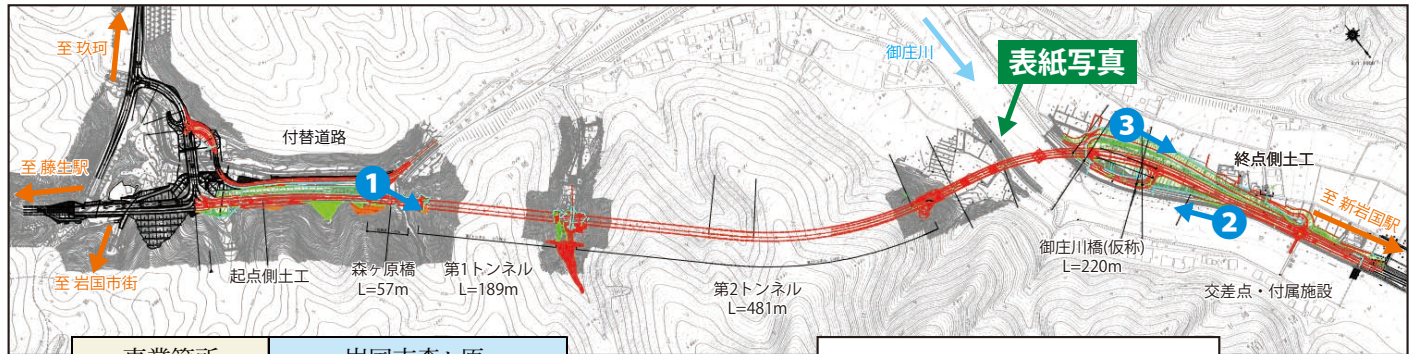 至 玖珂
御庄川
表紙写真
付替道路
3
終点側土工
至 藤生駅
1
至 新岩国駅
2
御庄川橋(仮称)
L=220m
起点側土工
森ヶ原橋
L=57m
第1トンネル
L=189m
至 岩国市街
第2トンネル
L=481m
交差点・付属施設